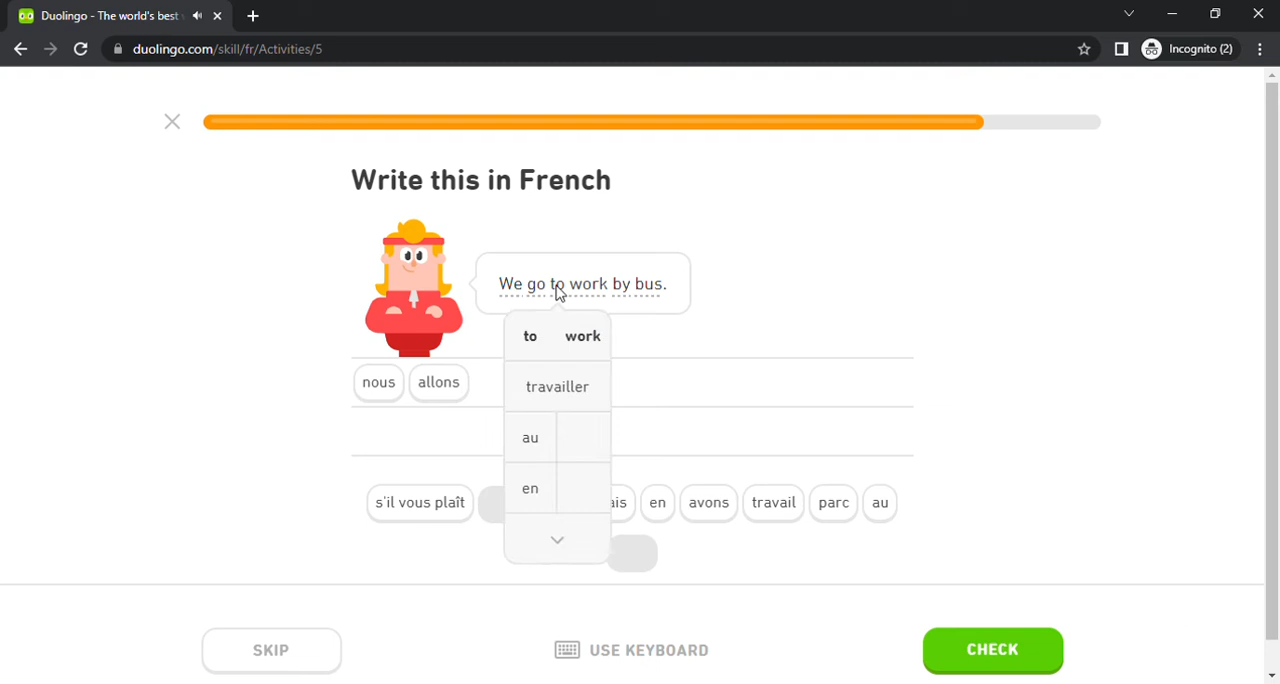 Duolingo - The world's best
duolingo.com/skill/fr/Activities/5
Incognito (2)
Write this in French
We go to work by bus.
to work
travailler
nous allons
au
en
s'il vous plaît en avons travail parc au
SKIP
USE KEYBOARD
CHECK